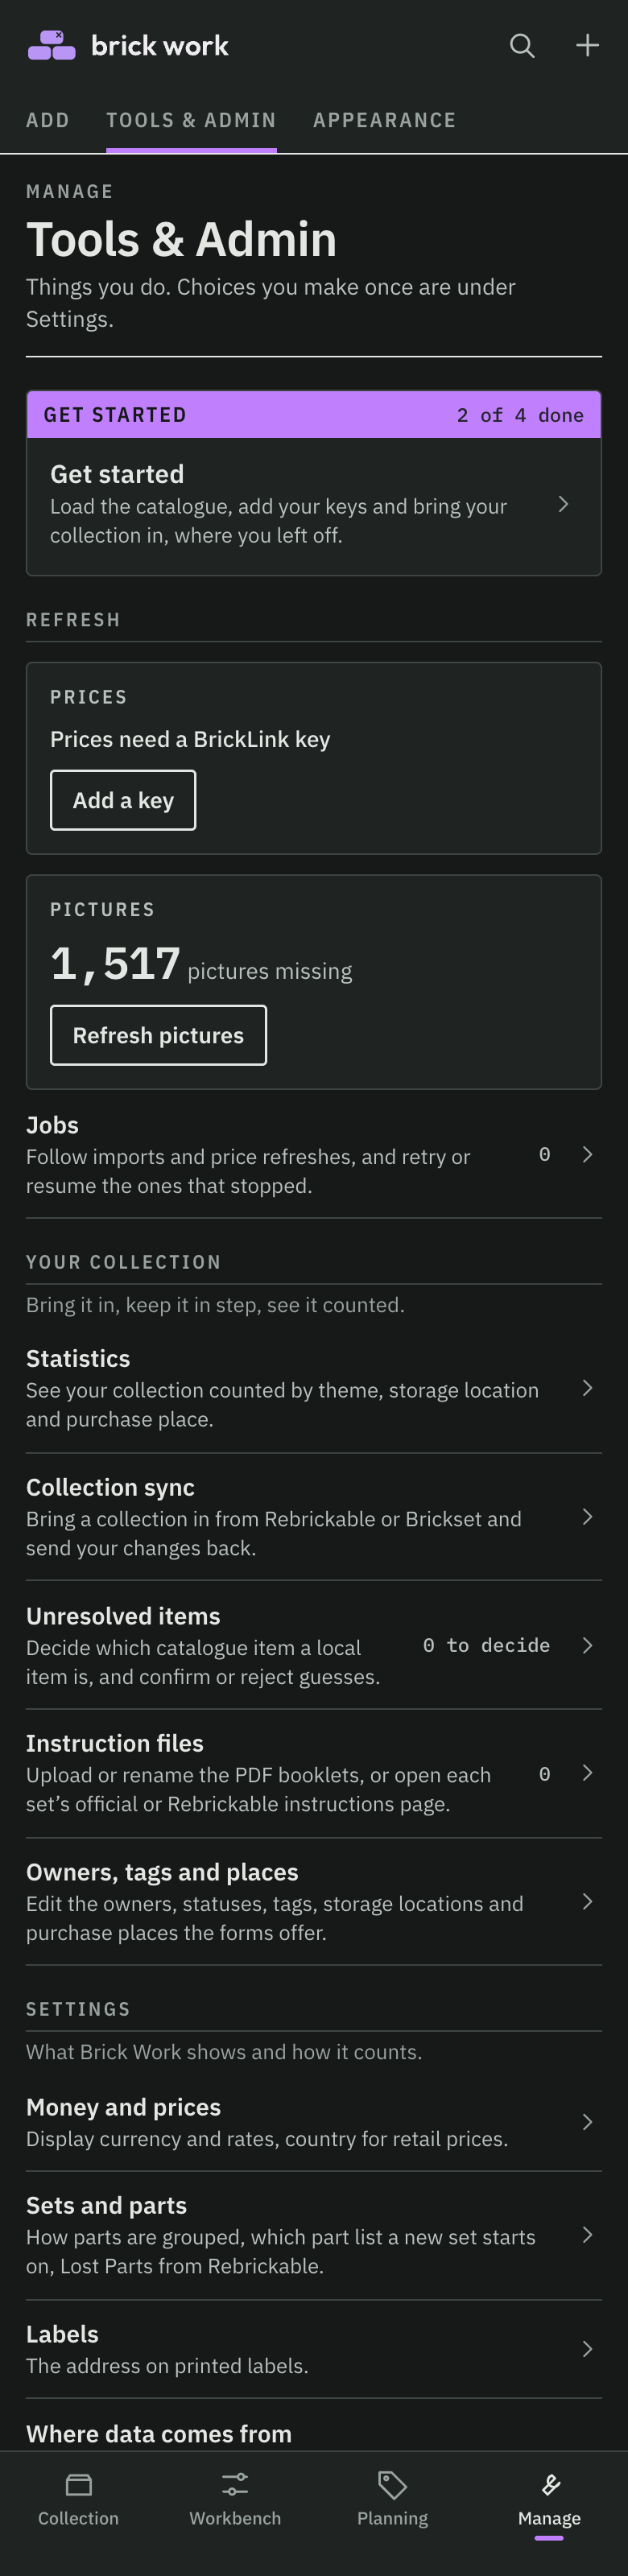 brick work
ADD TOOLS & ADMIN APPEARANCE
MANAGE
Tools & Admin
Things you do. Choices you make once are under
Settings.
GET STARTED 2 of 4 done
Get started
Load the catalogue, add your keys and bring your
collection in, where you left off.
REFRESH
PRICES
Prices need a BrickLink key
Add a key
PICTURES
1,517 pictures missing
Refresh pictures
Jobs
Follow imports and price refreshes, and retry or
resume the ones that stopped.
0
YOUR COLLECTION
Bring it in, keep it in step, see it counted.
Statistics
See your collection counted by theme, storage location
and purchase place.
Collection sync
Bring a collection in from Rebrickable or Brickset and
send your changes back.
Unresolved items
Decide which catalogue item a local
item is, and confirm or reject guesses.
0 to decide
Instruction files
Upload or rename the PDF booklets, or open each
set’s official or Rebrickable instructions page.
0
Owners, tags and places
Edit the owners, statuses, tags, storage locations and
purchase places the forms offer.
SETTINGS
What Brick Work shows and how it counts.
Money and prices
Display currency and rates, country for retail prices.
Sets and parts
How parts are grouped, which part list a new set starts
on, Lost Parts from Rebrickable.
Labels
The address on printed labels.
Where data comes from
Collection Workbench Planning Manage